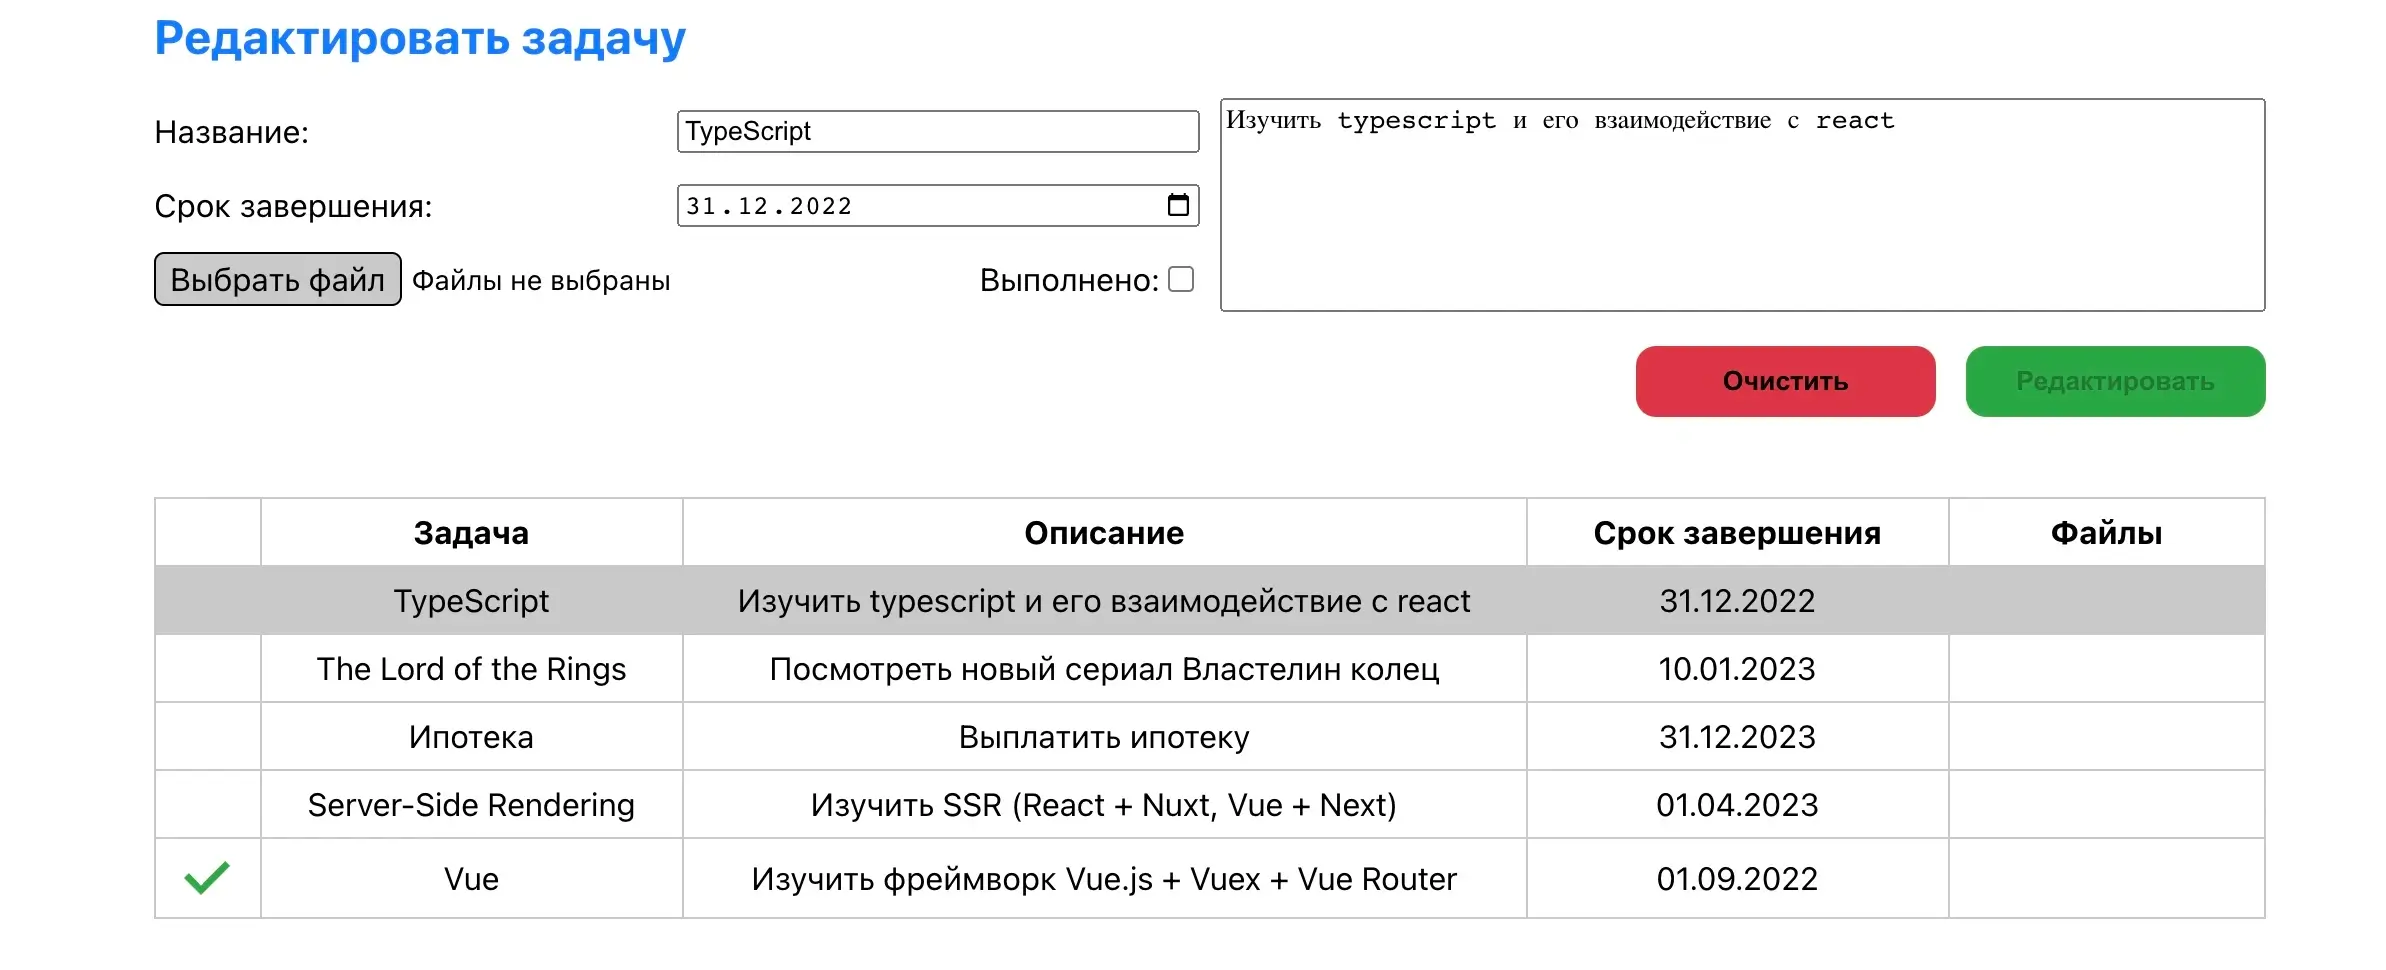 Редактировать задачу
Название:
TypeScript
Изучить typescript и его взаимодействие с react
Срок завершения:
31.12.2022
Выбрать файл Файлы не выбраны
Выполнено:
Очистить
Редактировать
Задача Описание Срок завершения Файлы
TypeScript Изучить typescript и его взаимодействие с react 31.12.2022
The Lord of the Rings Посмотреть новый сериал Властелин колец 10.01.2023
Ипотека Выплатить ипотеку 31.12.2023
Server-Side Rendering Изучить SSR (React + Nuxt, Vue + Next) 01.04.2023
Vue Изучить фреймворк Vue.js + Vuex + Vue Router 01.09.2022